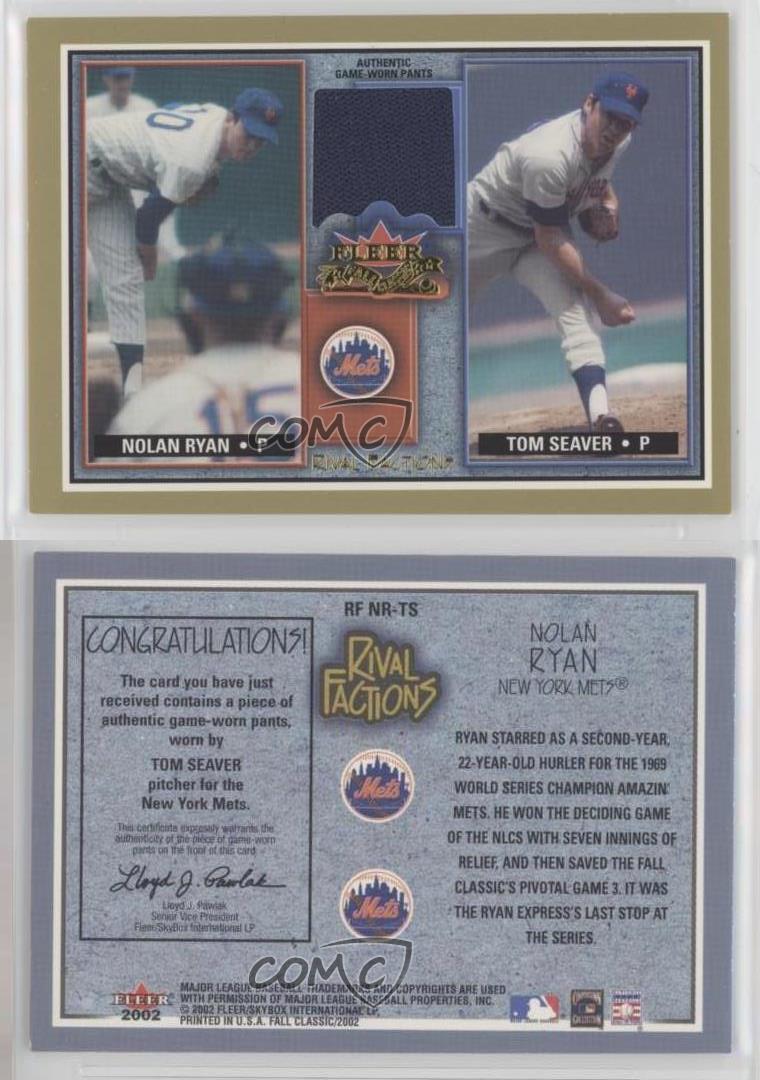 AUTHENTIC
GAME-WORN PANTS
FLEER
Mets
NOLAN RYAN • P
TOM SEAVER • P
RIVAL FACTIONS
COMC
RF NR-TS
CONGRATULATIONS!
The card you have just
received contains a piece of
authentic game-worn pants,
worn by
TOM SEAVER
pitcher for the
New York Mets.
This certificate expressly warrants the
authenticity of the piece of game-worn
pants on the front of this card.
Lloyd J. Pawlak
Lloyd J. Pawlak
Senior Vice President
Fleer/SkyBox International LP
RIVAL
FACTIONS
Mets
Mets
NOLAN
RYAN
NEW YORK METS®
RYAN STARRED AS A SECOND-YEAR,
22-YEAR-OLD HURLER FOR THE 1969
WORLD SERIES CHAMPION AMAZIN'
METS. HE WON THE DECIDING GAME
OF THE NLCS WITH SEVEN INNINGS OF
RELIEF, AND THEN SAVED THE FALL
CLASSIC'S PIVOTAL GAME 3. IT WAS
THE RYAN EXPRESS'S LAST STOP AT
THE SERIES.
COMC
FLEER
2002
MAJOR LEAGUE BASEBALL TRADEMARKS AND COPYRIGHTS ARE USED
WITH PERMISSION OF MAJOR LEAGUE BASEBALL PROPERTIES, INC.
© 2002 FLEER/SKYBOX INTERNATIONAL LP.
PRINTED IN U.S.A. FALL CLASSIC/2002